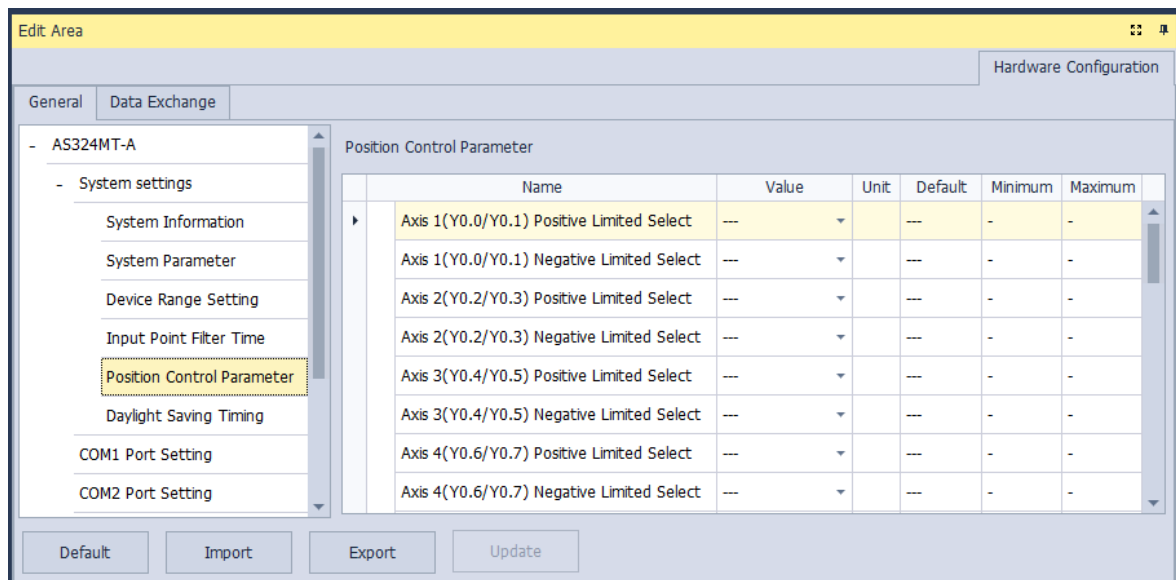 Edit Area
Hardware Configuration
General Data Exchange
- AS324MT-A
- System settings
System Information
System Parameter
Device Range Setting
Input Point Filter Time
Position Control Parameter
Daylight Saving Timing
COM1 Port Setting
COM2 Port Setting
Position Control Parameter
Name Value Unit Default Minimum Maximum
Axis 1(Y0.0/Y0.1) Positive Limited Select --- --- - -
Axis 1(Y0.0/Y0.1) Negative Limited Select --- --- - -
Axis 2(Y0.2/Y0.3) Positive Limited Select --- --- - -
Axis 2(Y0.2/Y0.3) Negative Limited Select --- --- - -
Axis 3(Y0.4/Y0.5) Positive Limited Select --- --- - -
Axis 3(Y0.4/Y0.5) Negative Limited Select --- --- - -
Axis 4(Y0.6/Y0.7) Positive Limited Select --- --- - -
Axis 4(Y0.6/Y0.7) Negative Limited Select --- --- - -
Default Import Export Update